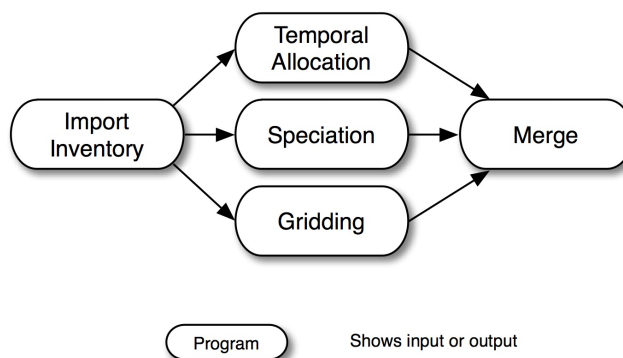 Temporal
Allocation
Import
Inventory
Speciation
Merge
Gridding
Program
Shows input or output